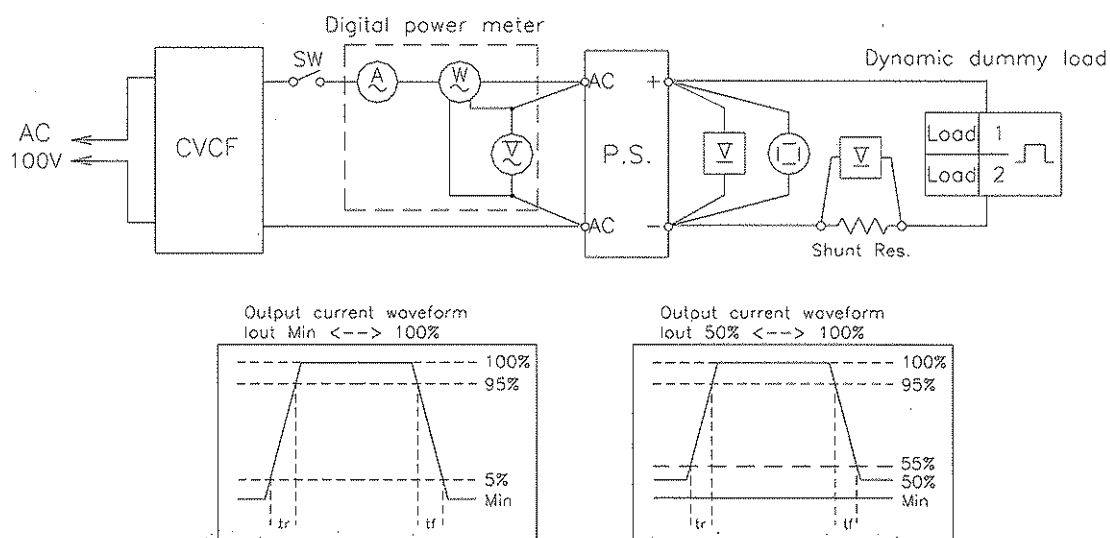 Digital power meter
SW
A
W
V
AC
100V
CVCF
AC
+
P.S.
AC
−
V
Dynamic dummy load
Load 1
Load 2
V
Shunt Res.
Output current waveform
Iout Min <--> 100%
100%
95%
5%
Min
tr
tf
Output current waveform
Iout 50% <--> 100%
100%
95%
55%
50%
Min
tr
tf